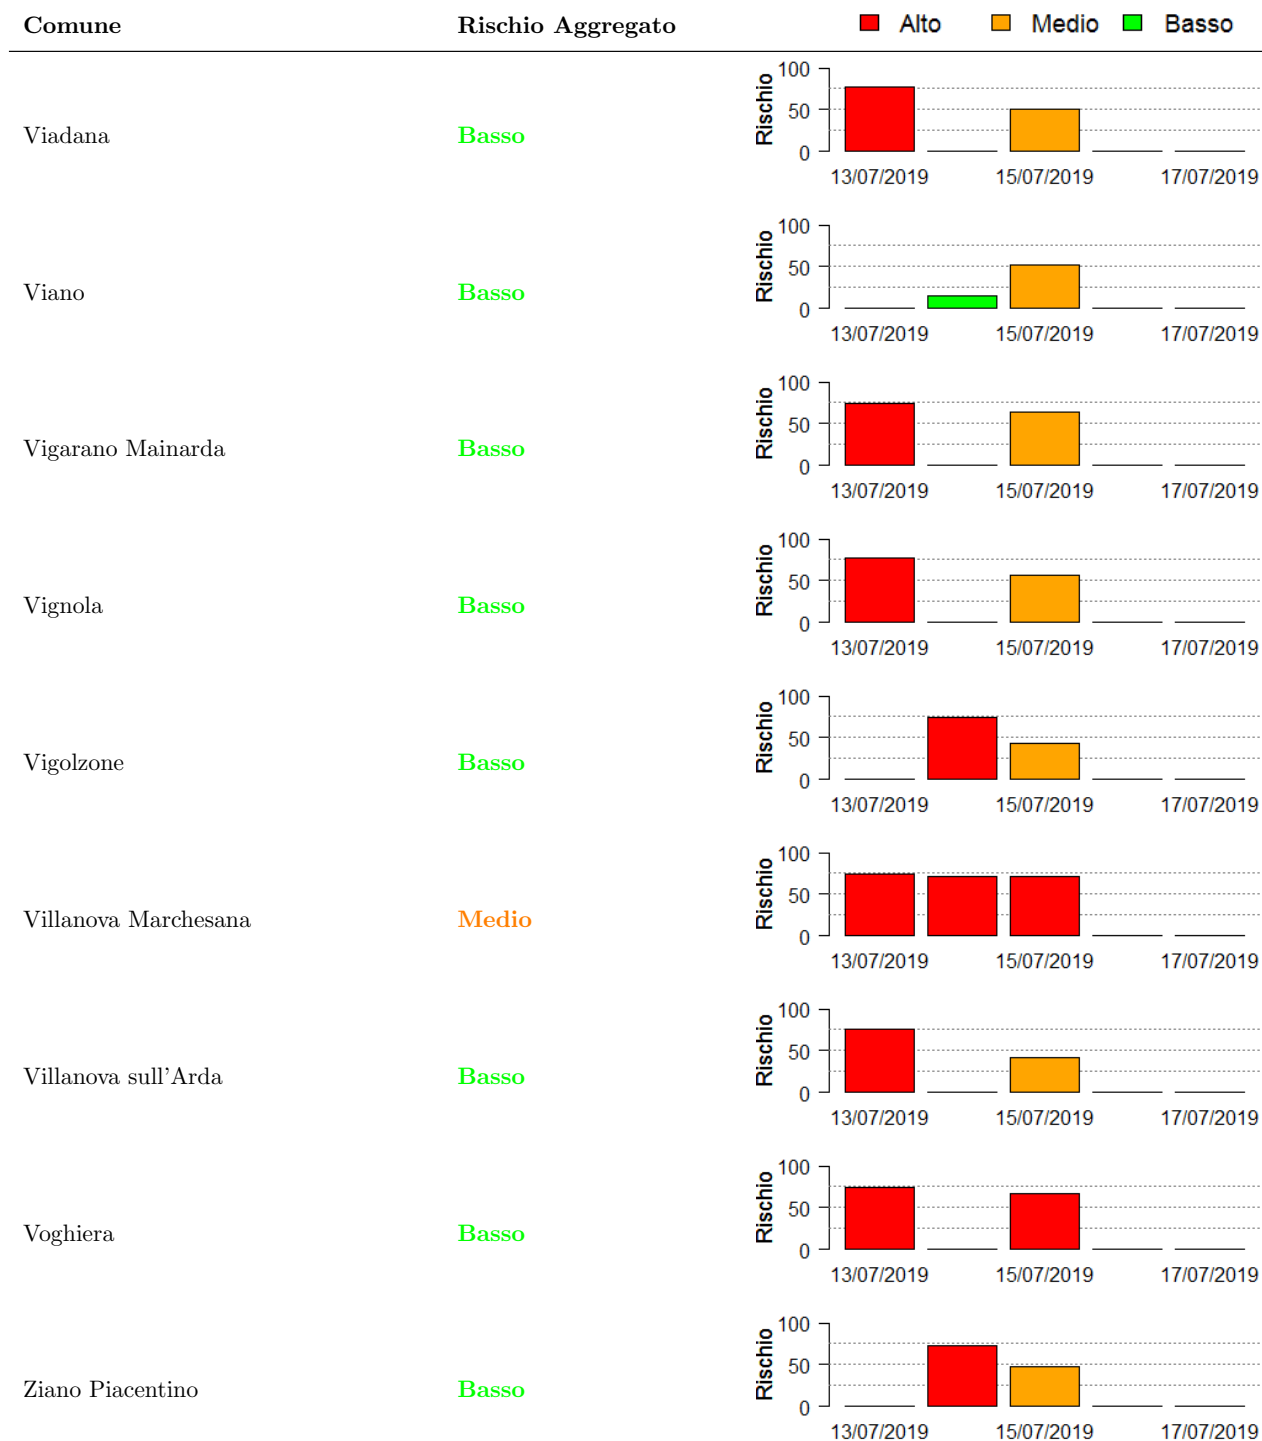 Comune Rischio Aggregato Alto Medio Basso
Viadana Basso Rischio 100 50 0
13/07/2019 15/07/2019 17/07/2019
Viano Basso Rischio 100 50 0
13/07/2019 15/07/2019 17/07/2019
Vigarano Mainarda Basso Rischio 100 50 0
13/07/2019 15/07/2019 17/07/2019
Vignola Basso Rischio 100 50 0
13/07/2019 15/07/2019 17/07/2019
Vigolzone Basso Rischio 100 50 0
13/07/2019 15/07/2019 17/07/2019
Villanova Marchesana Medio Rischio 100 50 0
13/07/2019 15/07/2019 17/07/2019
Villanova sull'Arda Basso Rischio 100 50 0
13/07/2019 15/07/2019 17/07/2019
Voghiera Basso Rischio 100 50 0
13/07/2019 15/07/2019 17/07/2019
Ziano Piacentino Basso Rischio 100 50 0
13/07/2019 15/07/2019 17/07/2019